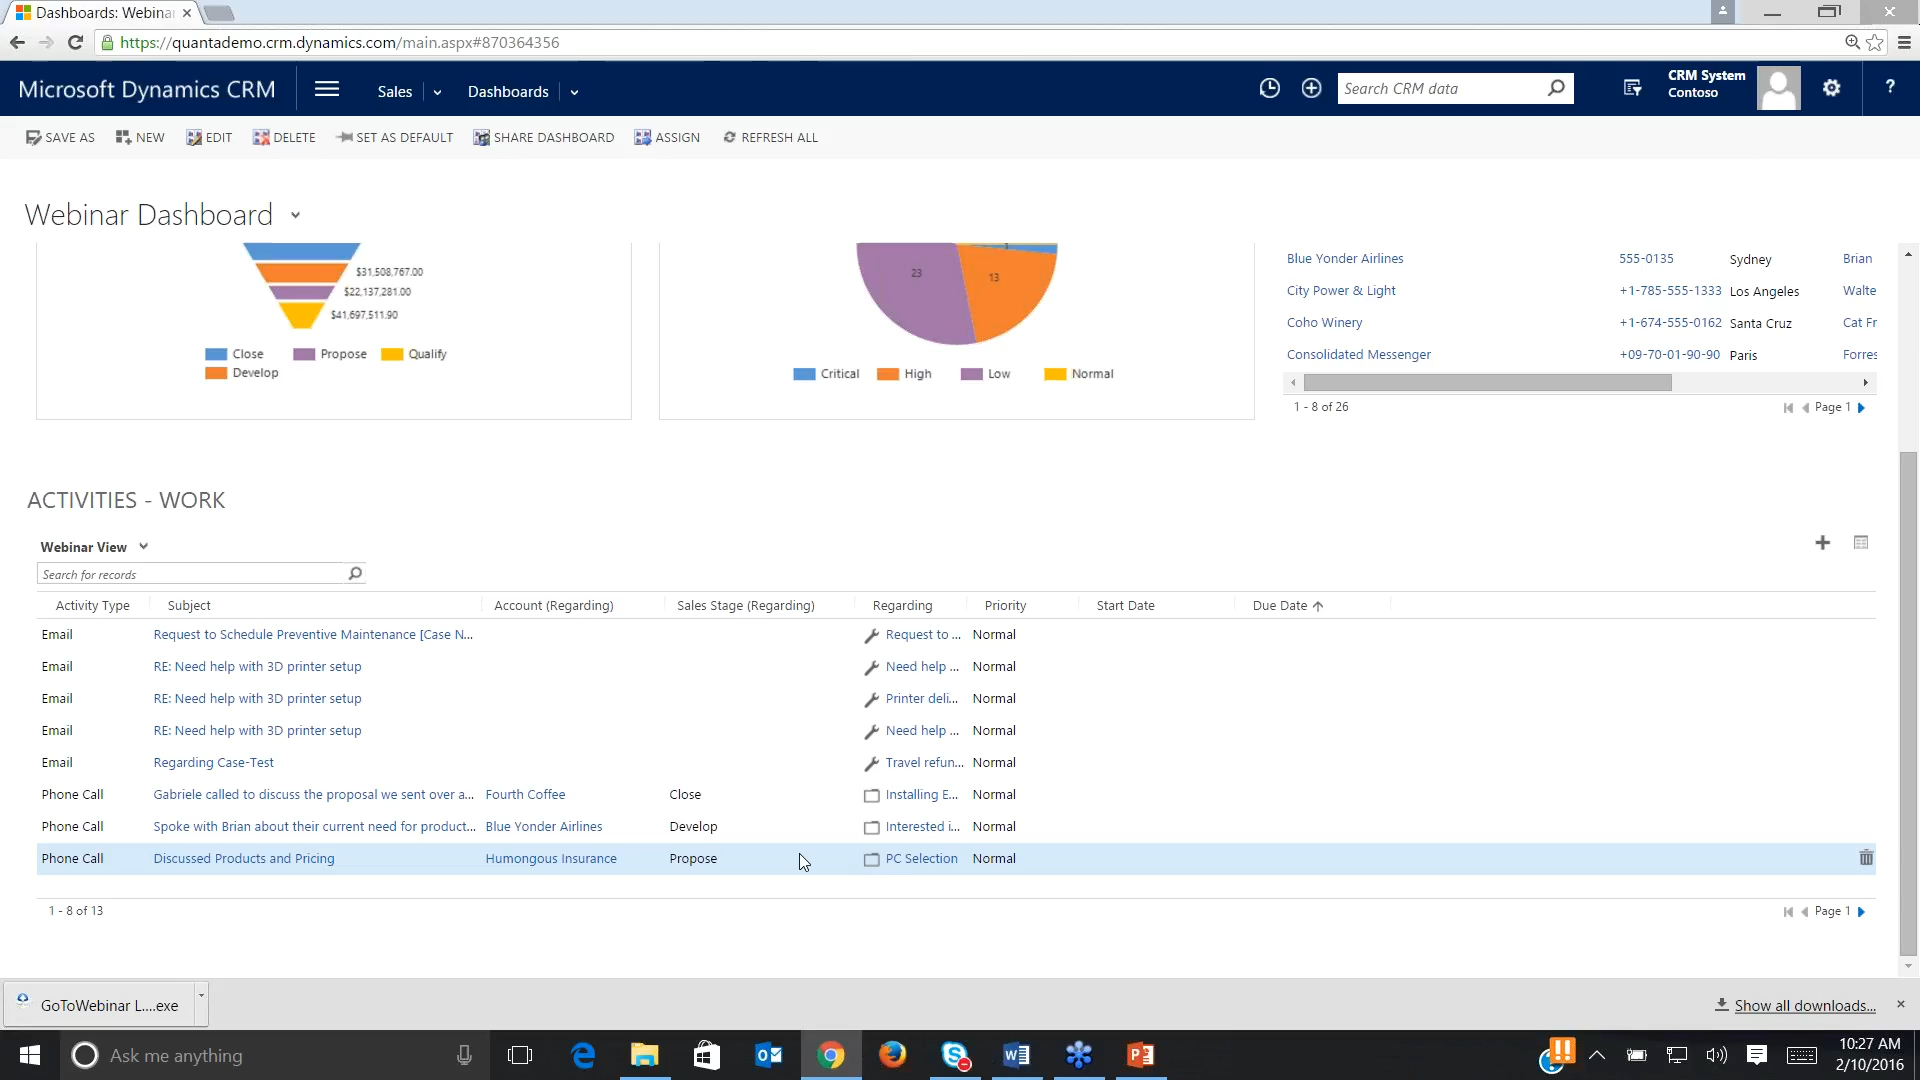 Dashboards: Webinar
https://quantademo.crm.dynamics.com/main.aspx#870364356
Microsoft Dynamics CRM
Sales
Dashboards
Search CRM data
CRM System
Contoso
?
SAVE AS
NEW
EDIT
DELETE
SET AS DEFAULT
SHARE DASHBOARD
ASSIGN
REFRESH ALL
Webinar Dashboard
$31,508,767.00
$22,137,281.00
$41,697,511.90
Close
Propose
Qualify
Develop
23
13
Critical
High
Low
Normal
Blue Yonder Airlines 555-0135 Sydney Brian
City Power & Light +1-785-555-1333 Los Angeles Walte
Coho Winery +1-674-555-0162 Santa Cruz Cat Fr
Consolidated Messenger +09-70-01-90-90 Paris Forres
1 - 8 of 26
Page 1
ACTIVITIES - WORK
Webinar View
Search for records
Activity Type Subject Account (Regarding) Sales Stage (Regarding) Regarding Priority Start Date Due Date
Email Request to Schedule Preventive Maintenance [Case N... Request to ... Normal
Email RE: Need help with 3D printer setup Need help ... Normal
Email RE: Need help with 3D printer setup Printer deli... Normal
Email RE: Need help with 3D printer setup Need help ... Normal
Email Regarding Case-Test Travel refun... Normal
Phone Call Gabriele called to discuss the proposal we sent over a... Fourth Coffee Close Installing E... Normal
Phone Call Spoke with Brian about their current need for product... Blue Yonder Airlines Develop Interested i... Normal
Phone Call Discussed Products and Pricing Humongous Insurance Propose PC Selection Normal
1 - 8 of 13
Page 1
GoToWebinar L....exe
Show all downloads...
Ask me anything
10:27 AM
2/10/2016